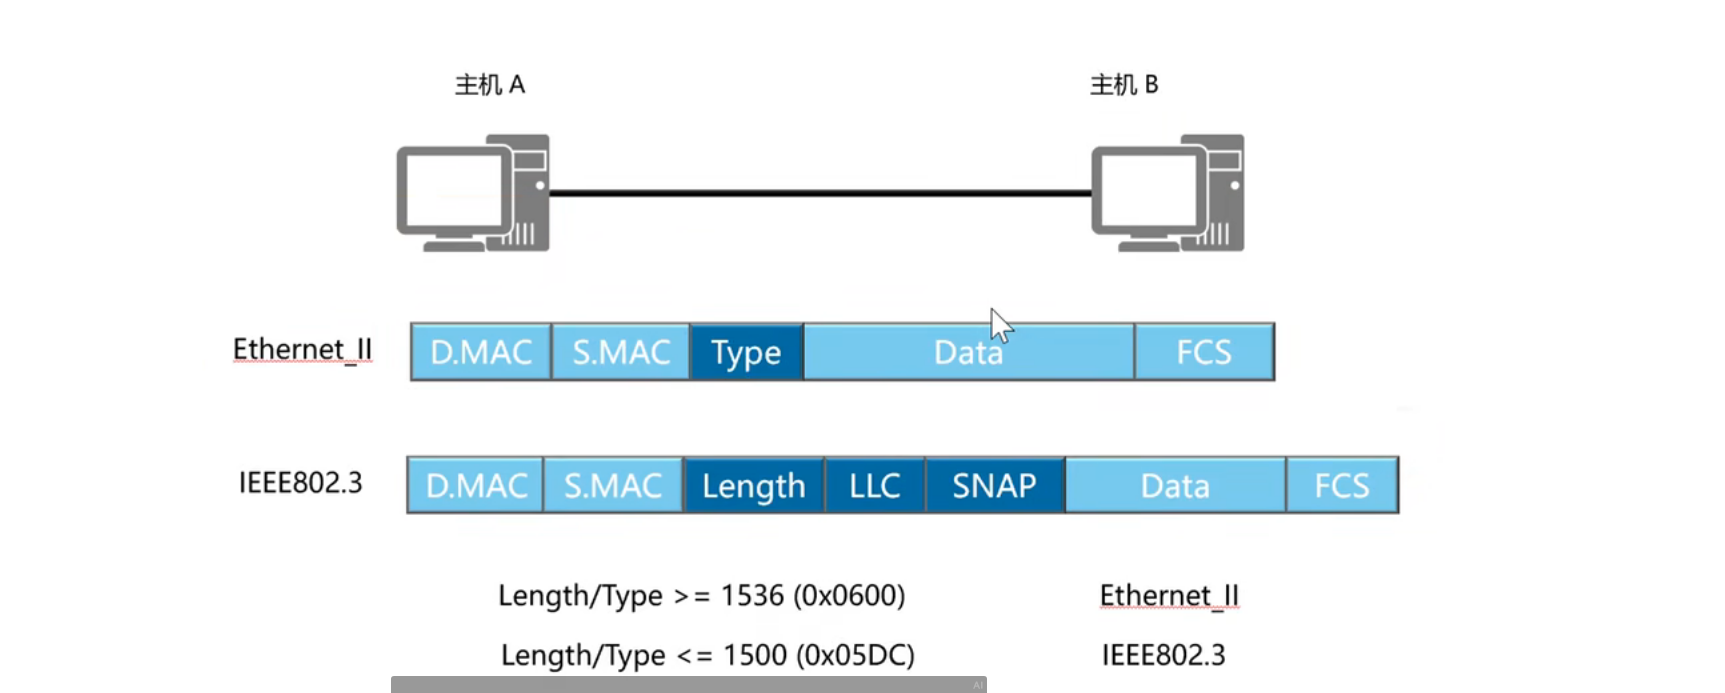 主机 A
主机 B
Ethernet_II
D.MAC S.MAC Type Data FCS
IEEE802.3
D.MAC S.MAC Length LLC SNAP Data FCS
Length/Type >= 1536 (0x0600) Ethernet_II
Length/Type <= 1500 (0x05DC) IEEE802.3
AI